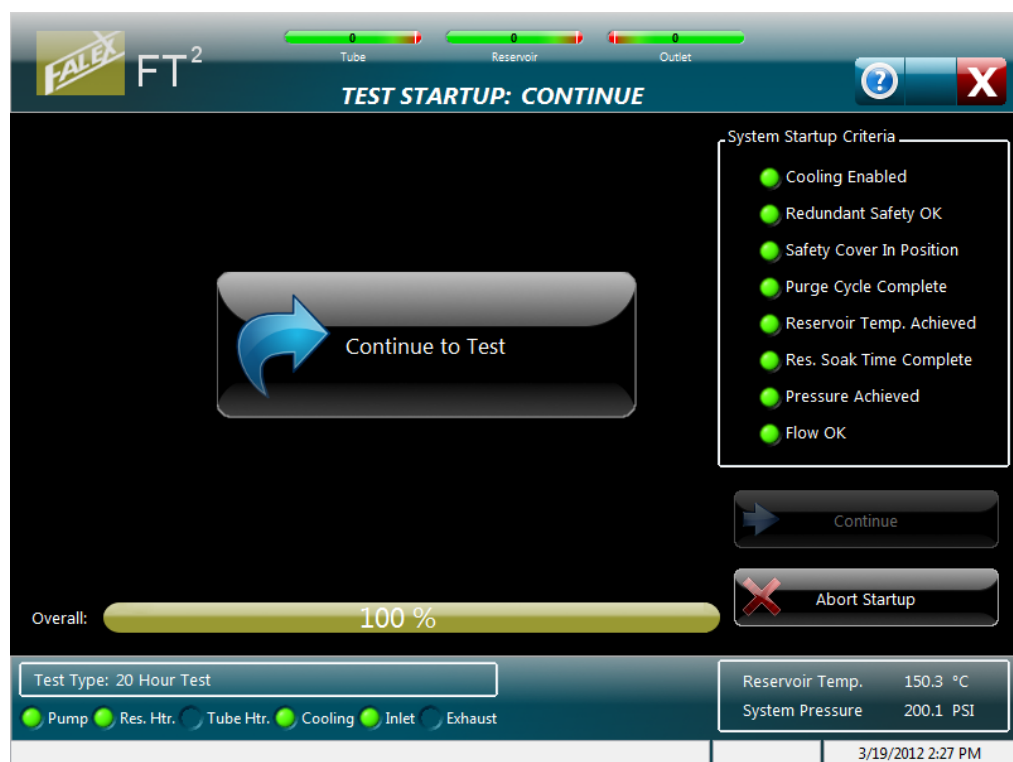 FALEX FT2
0 0 0
Tube Reservoir Outlet
TEST STARTUP: CONTINUE
? X
System Startup Criteria
Cooling Enabled
Redundant Safety OK
Safety Cover In Position
Purge Cycle Complete
Reservoir Temp. Achieved
Res. Soak Time Complete
Pressure Achieved
Flow OK
Continue to Test
Continue
Abort Startup
Overall: 100 %
Test Type: 20 Hour Test
Pump Res. Htr. Tube Htr. Cooling Inlet Exhaust
Reservoir Temp. 150.3 °C
System Pressure 200.1 PSI
3/19/2012 2:27 PM